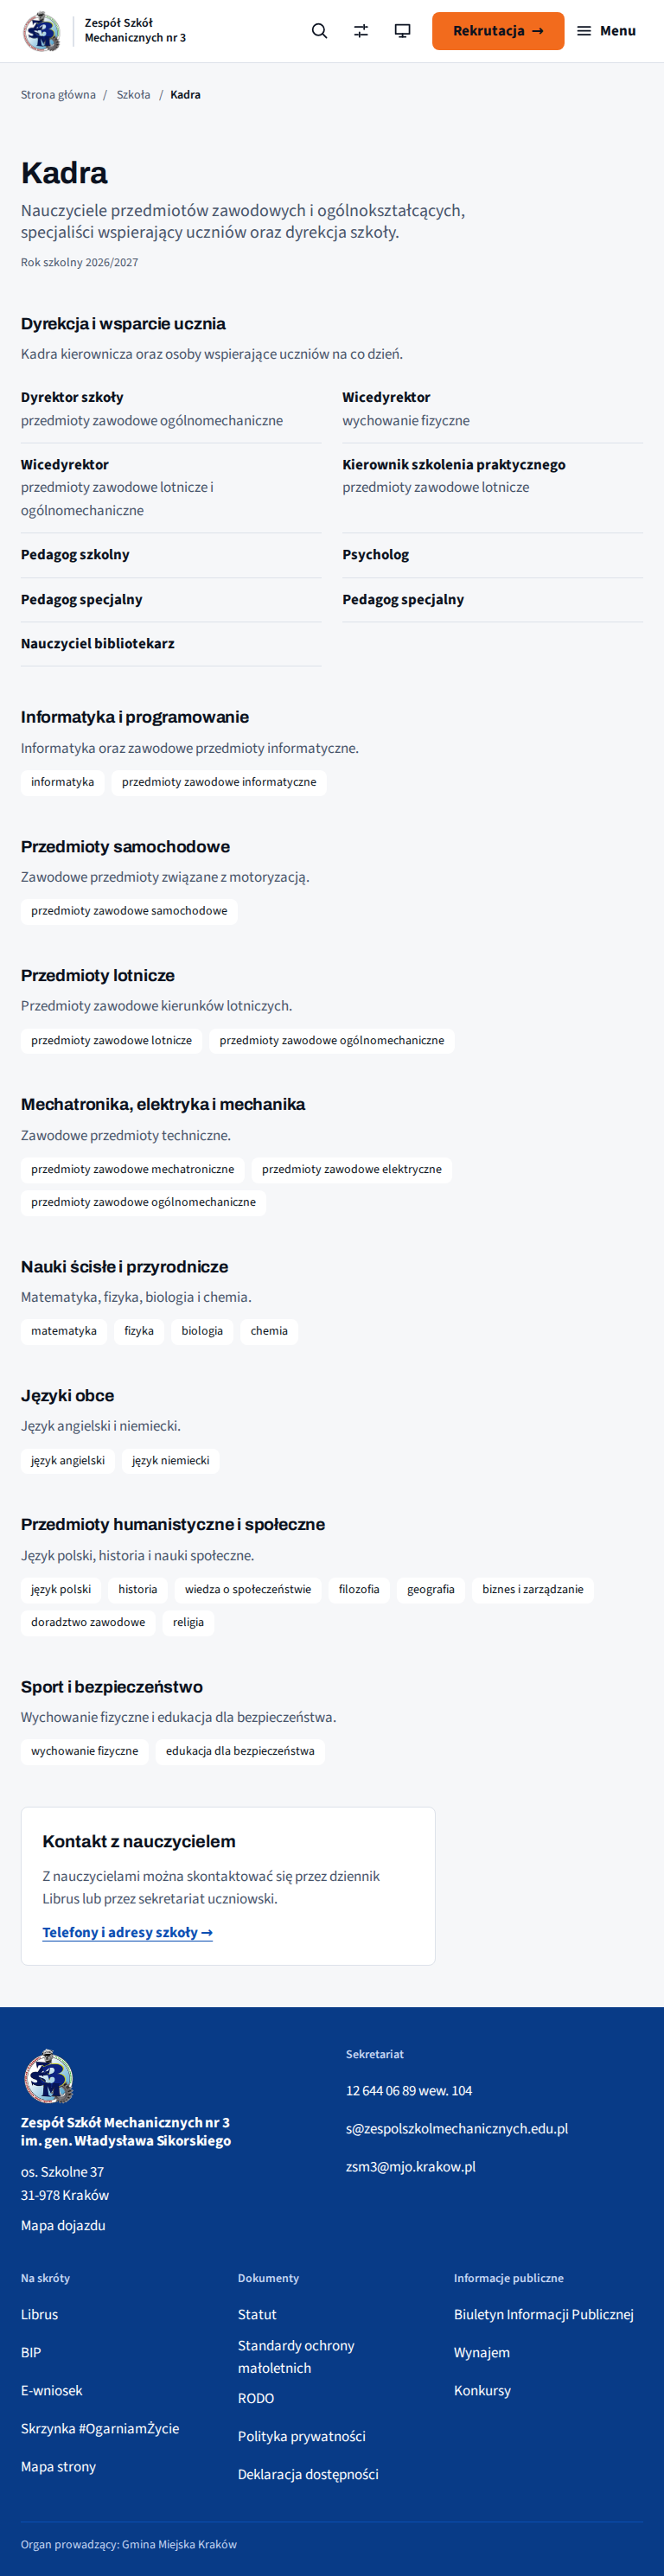 Zespół Szkół
Mechanicznych nr 3
Rekrutacja →
Menu
Strona główna / Szkoła / Kadra
Kadra
Nauczyciele przedmiotów zawodowych i ogólnokształcących,
specjaliści wspierający uczniów oraz dyrekcja szkoły.
Rok szkolny 2026/2027
Dyrekcja i wsparcie ucznia
Kadra kierownicza oraz osoby wspierające uczniów na co dzień.
Dyrektor szkoły
przedmioty zawodowe ogólnomechaniczne
Wicedyrektor
wychowanie fizyczne
Wicedyrektor
przedmioty zawodowe lotnicze i
ogólnomechaniczne
Kierownik szkolenia praktycznego
przedmioty zawodowe lotnicze
Pedagog szkolny
Psycholog
Pedagog specjalny
Pedagog specjalny
Nauczyciel bibliotekarz
Informatyka i programowanie
Informatyka oraz zawodowe przedmioty informatyczne.
informatyka
przedmioty zawodowe informatyczne
Przedmioty samochodowe
Zawodowe przedmioty związane z motoryzacją.
przedmioty zawodowe samochodowe
Przedmioty lotnicze
Przedmioty zawodowe kierunków lotniczych.
przedmioty zawodowe lotnicze
przedmioty zawodowe ogólnomechaniczne
Mechatronika, elektryka i mechanika
Zawodowe przedmioty techniczne.
przedmioty zawodowe mechatroniczne
przedmioty zawodowe elektryczne
przedmioty zawodowe ogólnomechaniczne
Nauki ścisłe i przyrodnicze
Matematyka, fizyka, biologia i chemia.
matematyka
fizyka
biologia
chemia
Języki obce
Język angielski i niemiecki.
język angielski
język niemiecki
Przedmioty humanistyczne i społeczne
Język polski, historia i nauki społeczne.
język polski
historia
wiedza o społeczeństwie
filozofia
geografia
biznes i zarządzanie
doradztwo zawodowe
religia
Sport i bezpieczeństwo
Wychowanie fizyczne i edukacja dla bezpieczeństwa.
wychowanie fizyczne
edukacja dla bezpieczeństwa
Kontakt z nauczycielem
Z nauczycielami można skontaktować się przez dziennik
Librus lub przez sekretariat uczniowski.
Telefony i adresy szkoły →
Zespół Szkół Mechanicznych nr 3
im. gen. Władysława Sikorskiego
os. Szkolne 37
31-978 Kraków
Mapa dojazdu
Sekretariat
12 644 06 89 wew. 104
s@zespolszkolmechanicznych.edu.pl
zsm3@mjo.krakow.pl
Na skróty
Librus
BIP
E-wniosek
Skrzynka #OgarniamŻycie
Mapa strony
Dokumenty
Statut
Standardy ochrony
małoletnich
RODO
Polityka prywatności
Deklaracja dostępności
Informacje publiczne
Biuletyn Informacji Publicznej
Wynajem
Konkursy
Organ prowadzący: Gmina Miejska Kraków